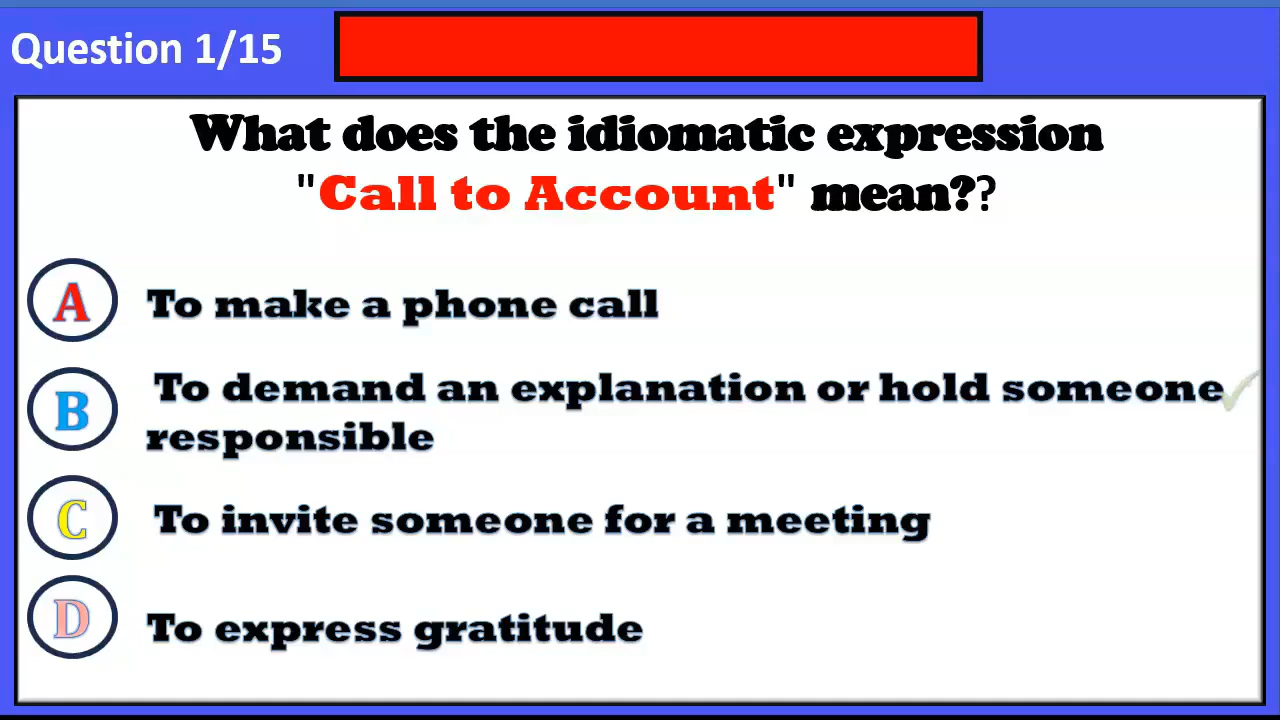 Question 1/15
What does the idiomatic expression
"Call to Account" mean??
A To make a phone call
B To demand an explanation or hold someone
responsible
C To invite someone for a meeting
D To express gratitude